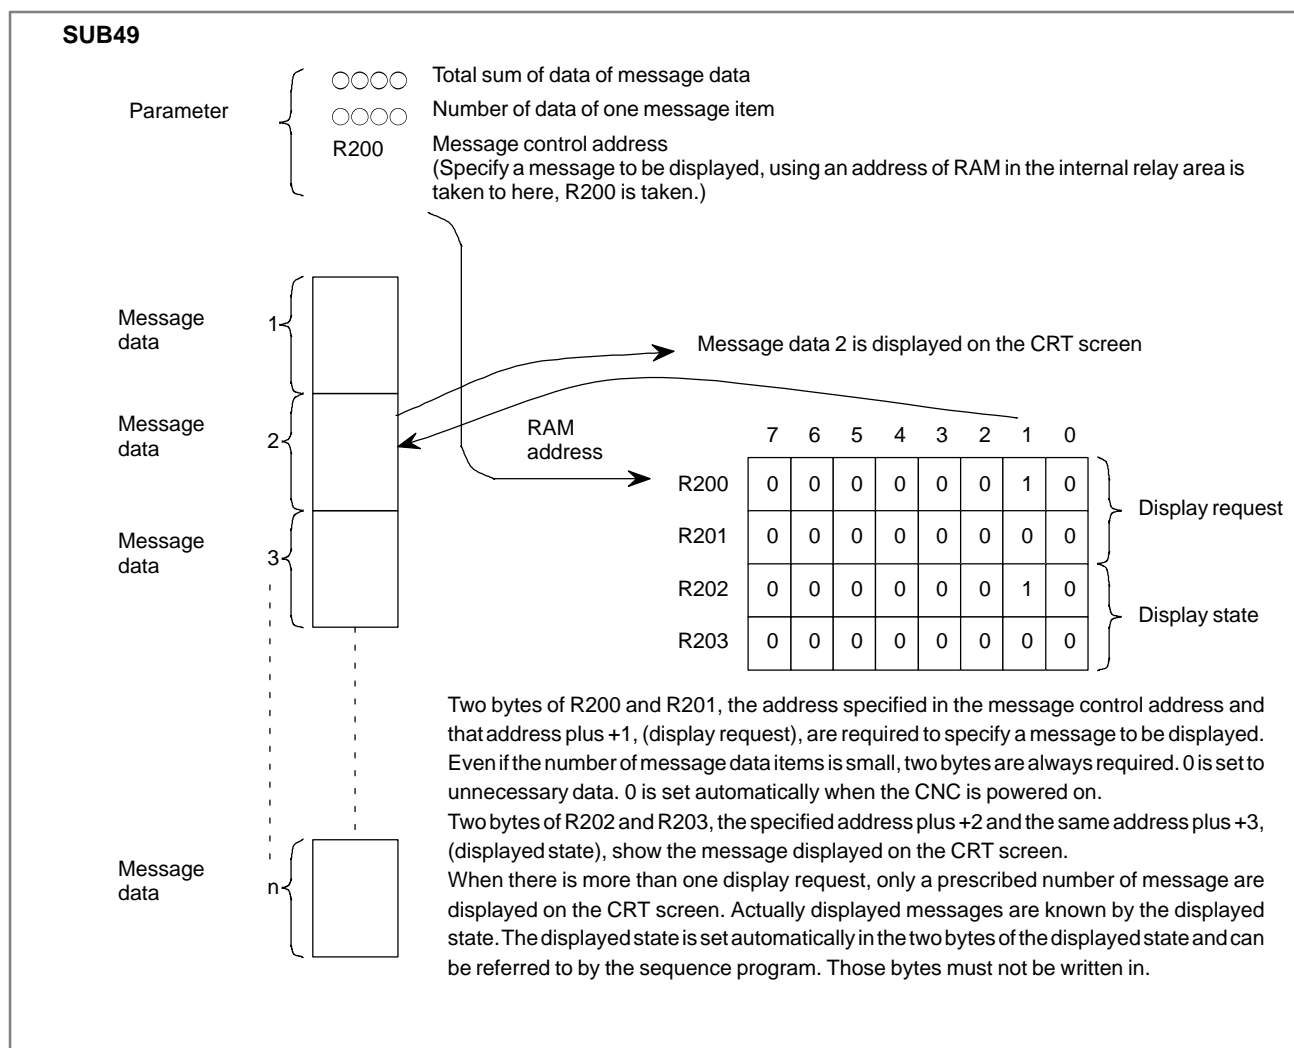 SUB49
Parameter
○○○○ Total sum of data of message data
○○○○ Number of data of one message item
R200 Message control address
(Specify a message to be displayed, using an address of RAM in the internal relay area is
taken to here, R200 is taken.)
Message
data
1
Message data 2 is displayed on the CRT screen
Message
data
2
RAM
address
7 6 5 4 3 2 1 0
R200 0 0 0 0 0 0 1 0
Display request
R201 0 0 0 0 0 0 0 0
Message
data
3
R202 0 0 0 0 0 0 1 0
Display state
R203 0 0 0 0 0 0 0 0
Two bytes of R200 and R201, the address specified in the message control address and
that address plus +1, (display request), are required to specify a message to be displayed.
Even if the number of message data items is small, two bytes are always required. 0 is set to
unnecessary data. 0 is set automatically when the CNC is powered on.
Two bytes of R202 and R203, the specified address plus +2 and the same address plus +3,
(displayed state), show the message displayed on the CRT screen.
When there is more than one display request, only a prescribed number of message are
displayed on the CRT screen. Actually displayed messages are known by the displayed
state. The displayed state is set automatically in the two bytes of the displayed state and can
be referred to by the sequence program. Those bytes must not be written in.
Message
data
n